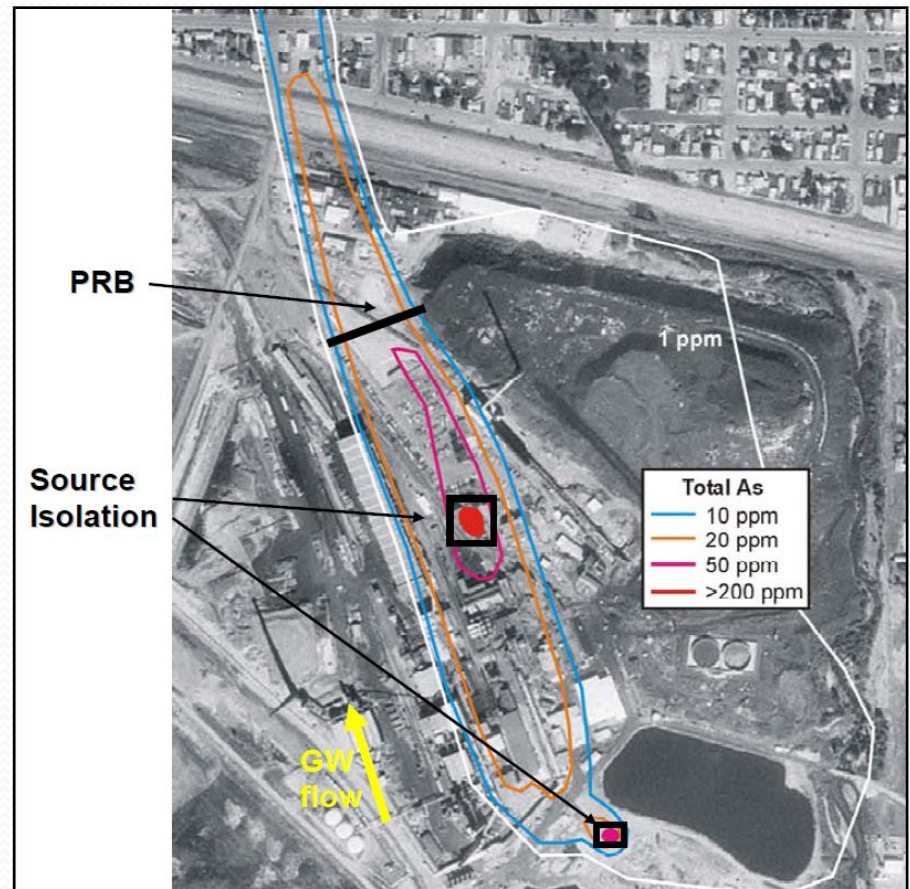 PRB
1 ppm
Source
Isolation
Total As
10 ppm
20 ppm
50 ppm
>200 ppm
GW
flow